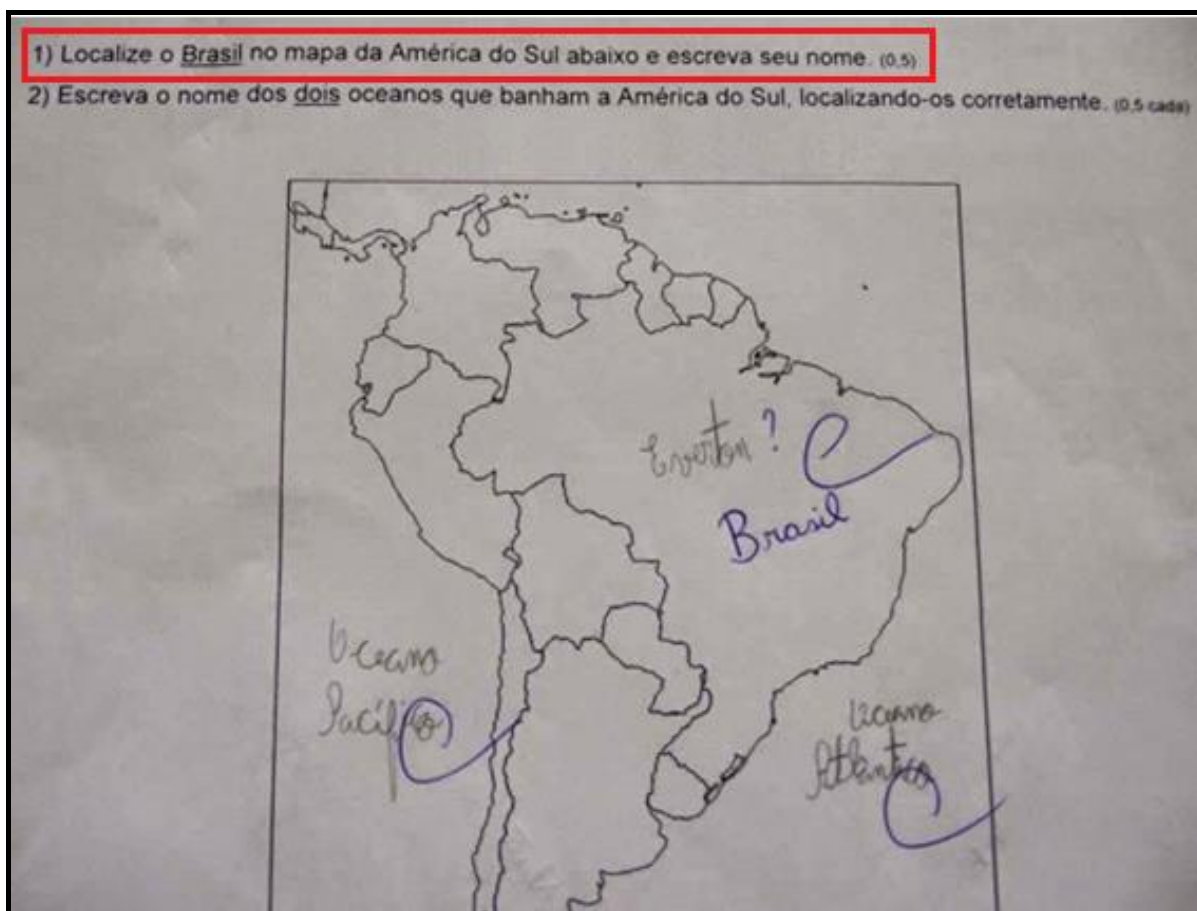 1) Localize o Brasil no mapa da América do Sul abaixo e escreva seu nome. (0,5)
2) Escreva o nome dos dois oceanos que banham a América do Sul, localizando-os corretamente. (0,5 cada)
Everton ?
Brasil
Oceano
Pacífico
Oceano
Atlantico